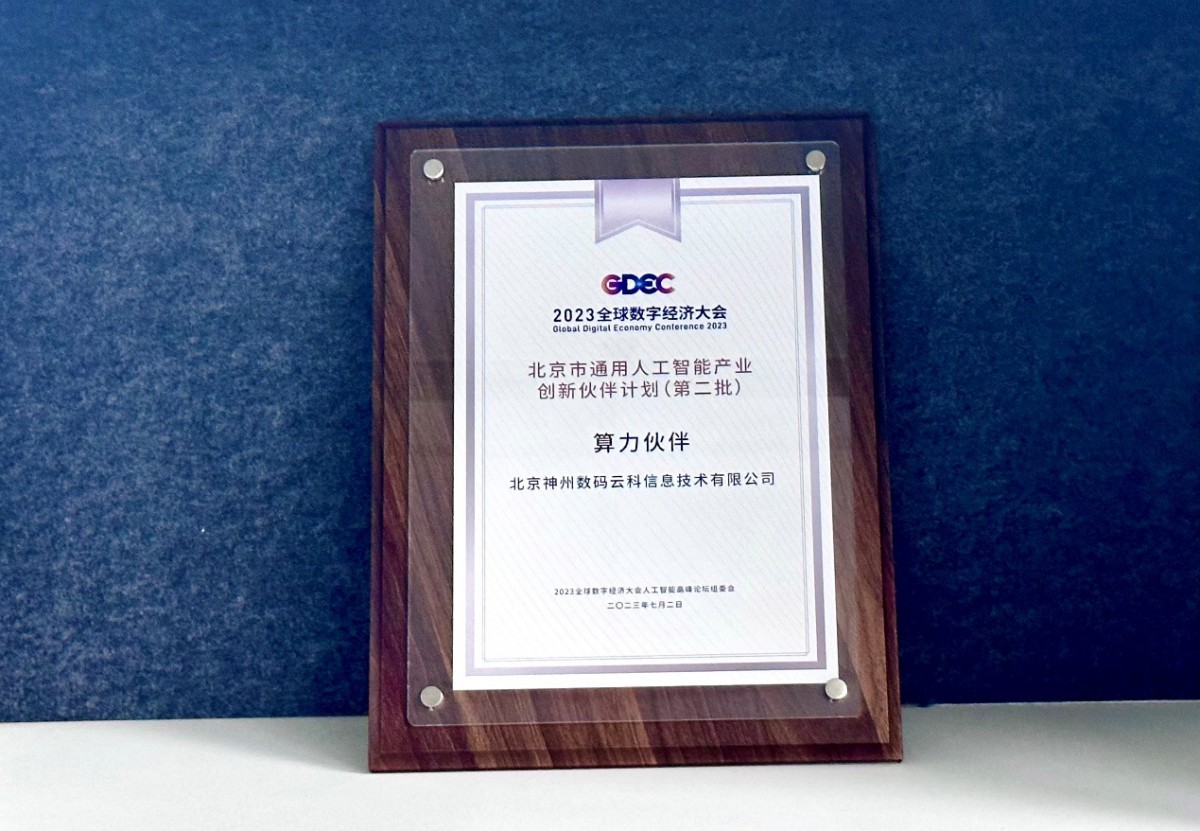 GDEC
2023全球数字经济大会
Global Digital Economy Conference 2023
北京市通用人工智能产业
创新伙伴计划(第二批)
算力伙伴
北京神州数码云科信息技术有限公司
2023全球数字经济大会人工智能高峰论坛组委会
二〇二三年七月二日